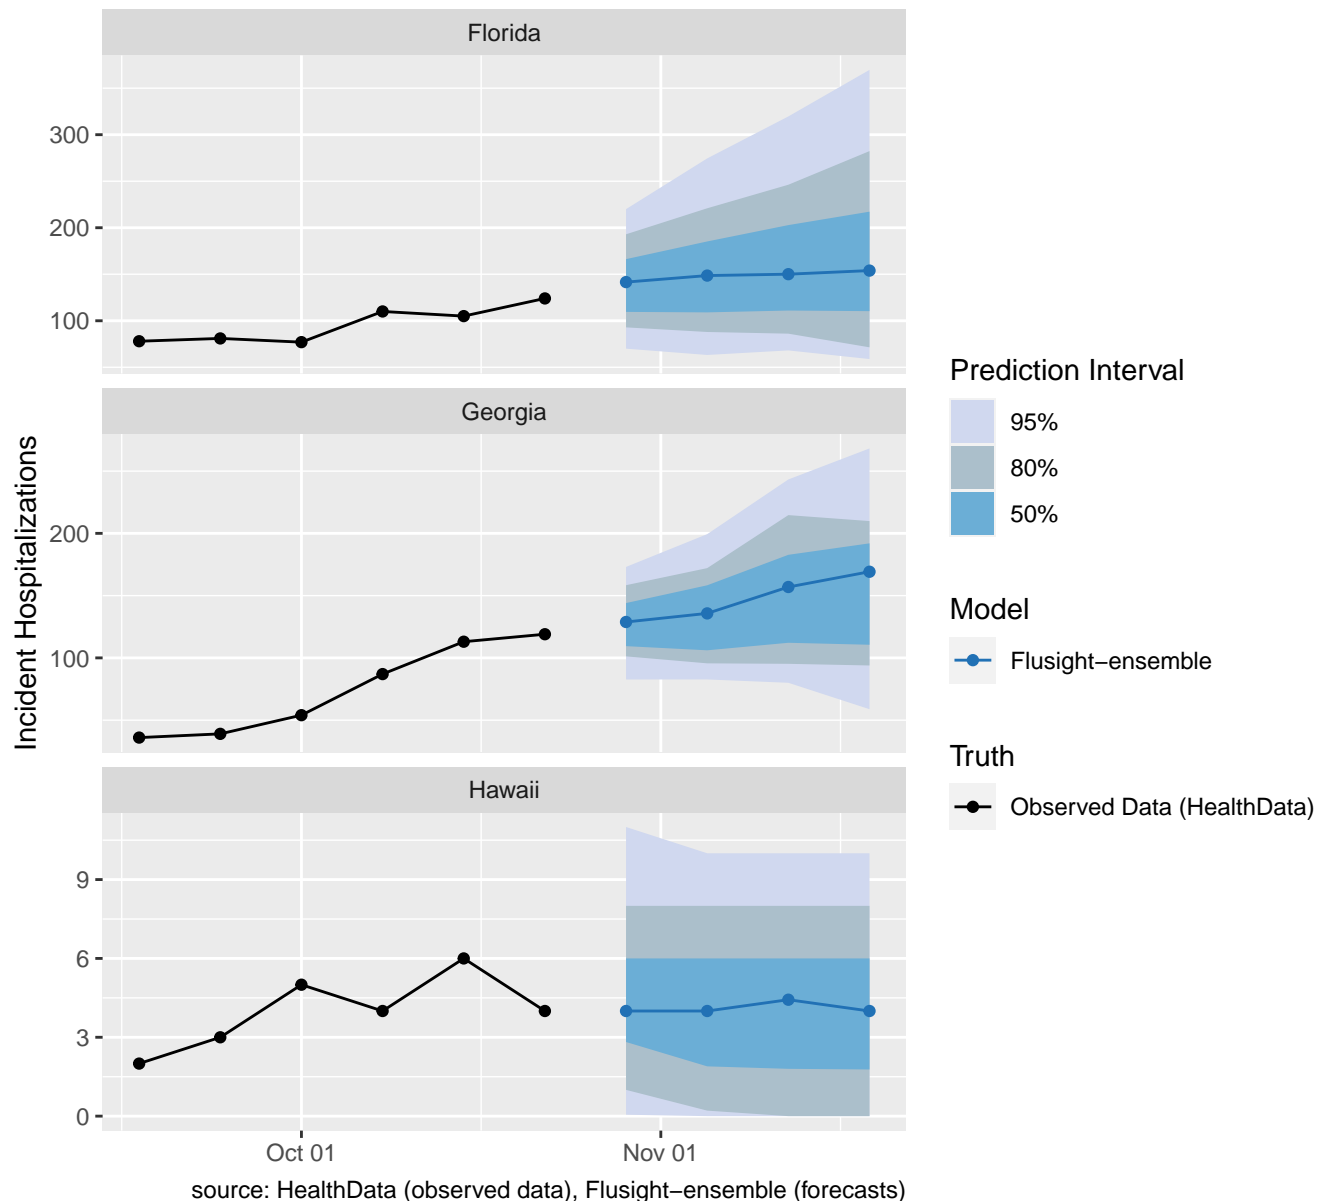 Florida
300
200
100
Georgia
200
100
Hawaii
9
6
3
0
Oct 01
Nov 01
Incident Hospitalizations
source: HealthData (observed data), Flusight−ensemble (forecasts)
Prediction Interval
95%
80%
50%
Model
Flusight−ensemble
Truth
Observed Data (HealthData)